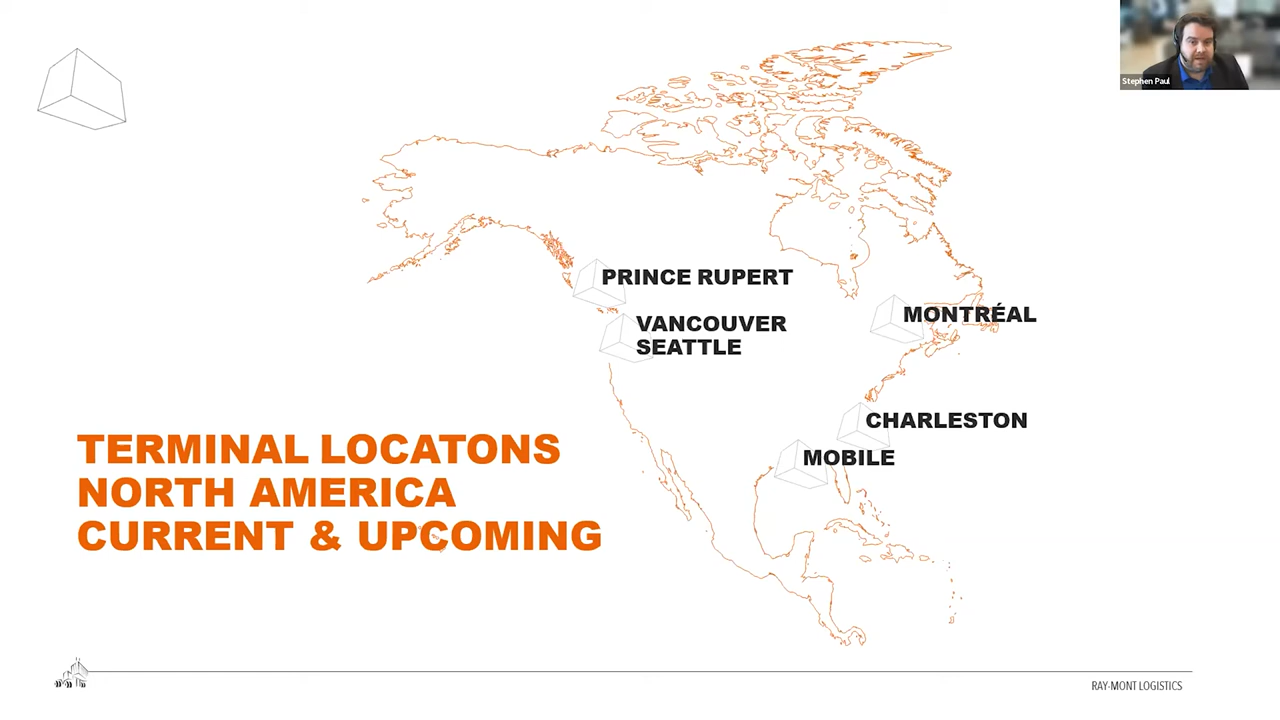 Stephen Paul
PRINCE RUPERT
MONTRÉAL
VANCOUVER
SEATTLE
CHARLESTON
MOBILE
TERMINAL LOCATONS
NORTH AMERICA
CURRENT & UPCOMING
RAY-MONT LOGISTICS